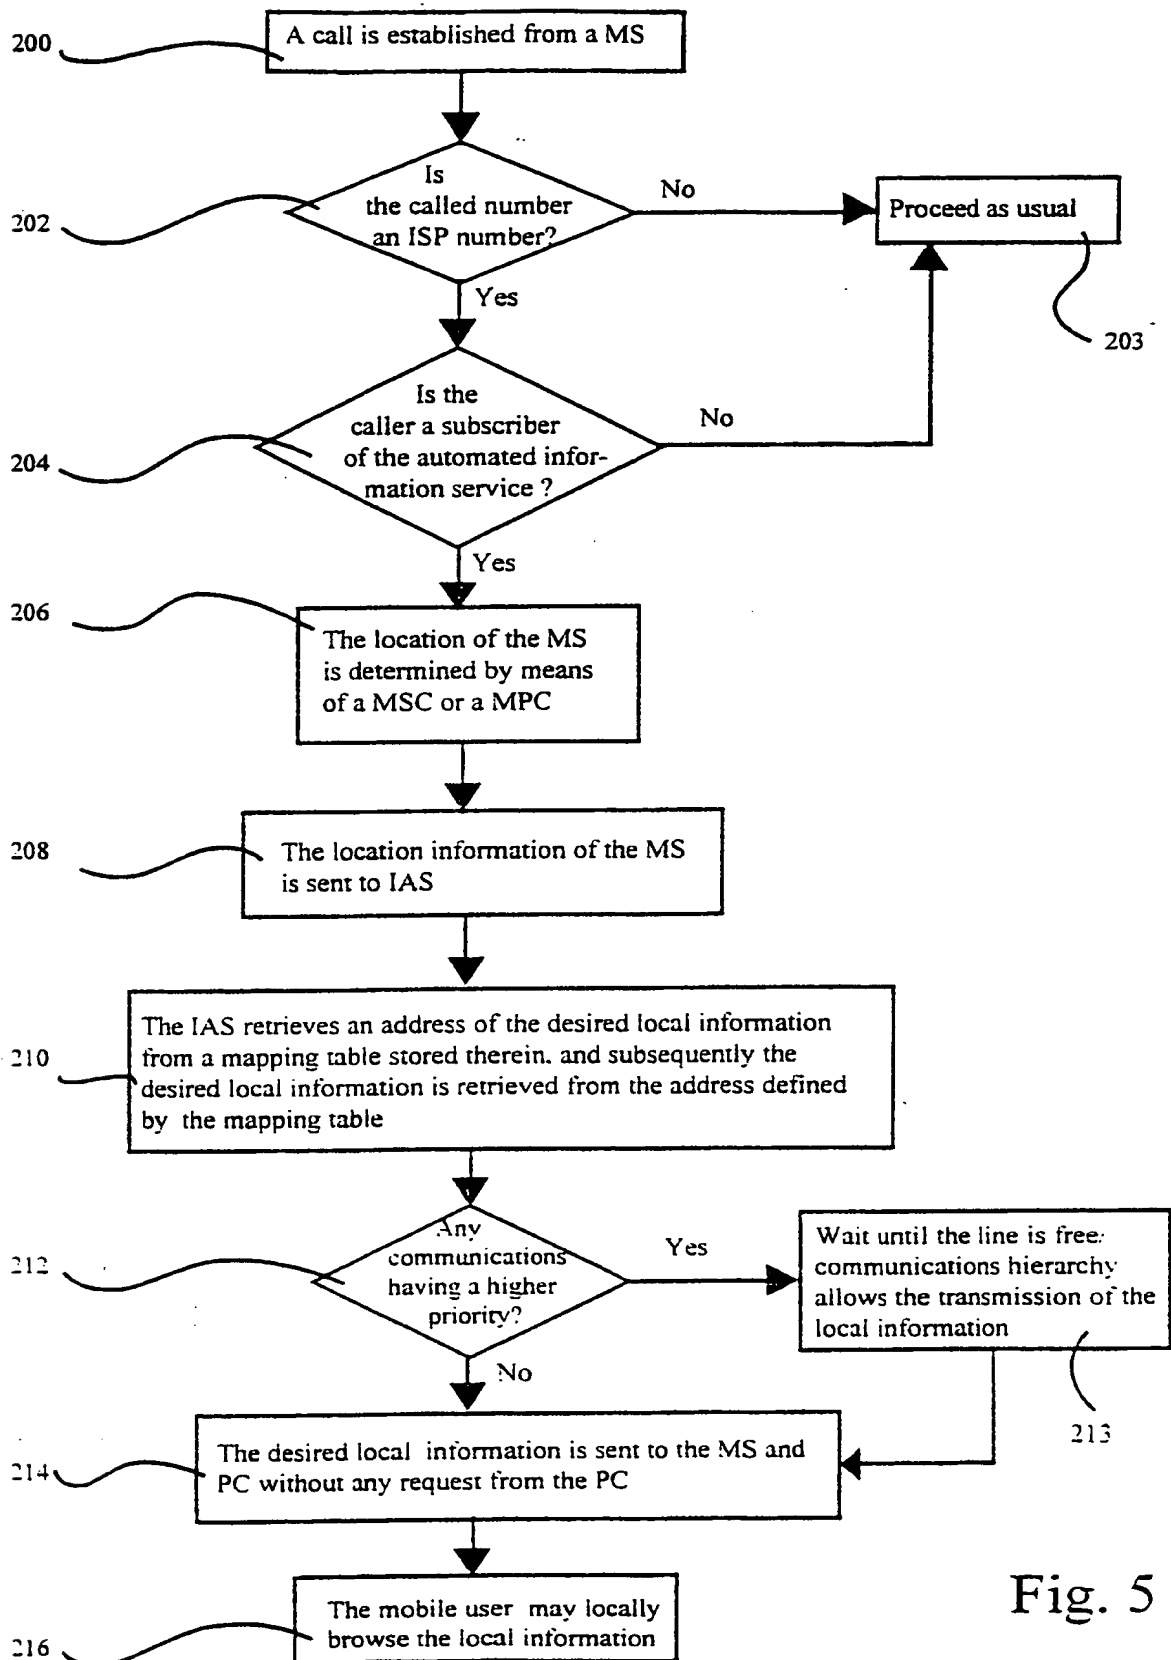 200
A call is established from a MS
202
Is
the called number
an ISP number?
No
Proceed as usual
203
Yes
204
Is the
caller a subscriber
of the automated infor-
mation service ?
No
Yes
206
The location of the MS
is determined by means
of a MSC or a MPC
208
The location information of the MS
is sent to IAS
210
The IAS retrieves an address of the desired local information
from a mapping table stored therein, and subsequently the
desired local information is retrieved from the address defined
by the mapping table
212
Any
communications
having a higher
priority?
Yes
Wait until the line is free;
communications hierarchy
allows the transmission of the
local information
213
No
214
The desired local information is sent to the MS and
PC without any request from the PC
216
The mobile user may locally
browse the local information
Fig. 5